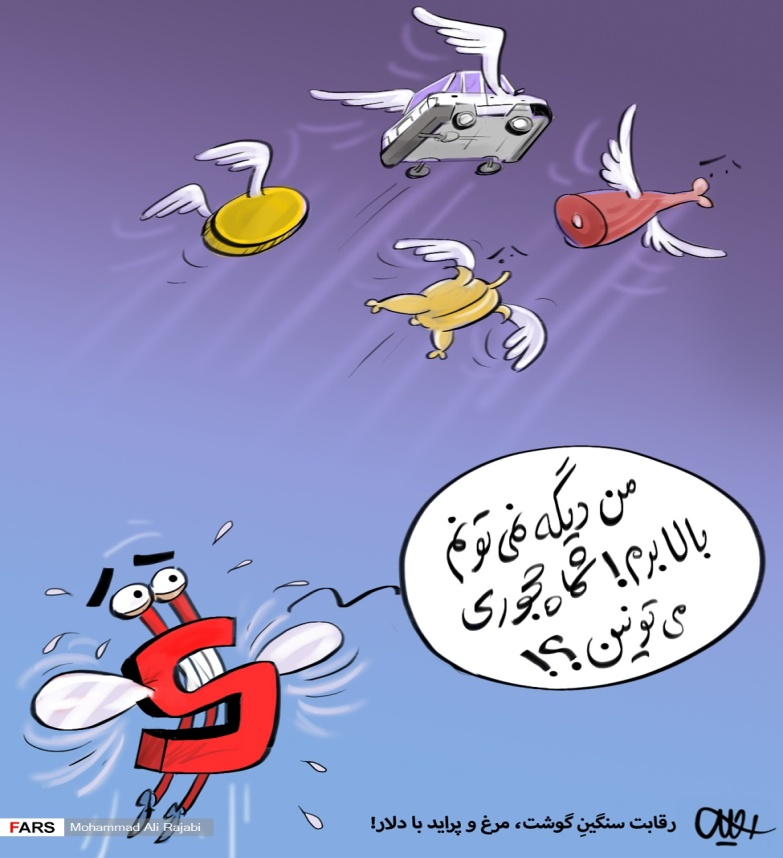 من دیگه نمی تونم
بالا برم! شماها چجوری
می تونین؟!
رقابت سنگینِ گوشت، مرغ و پراید با دلار!
FARS Mohammad Ali Rajabi